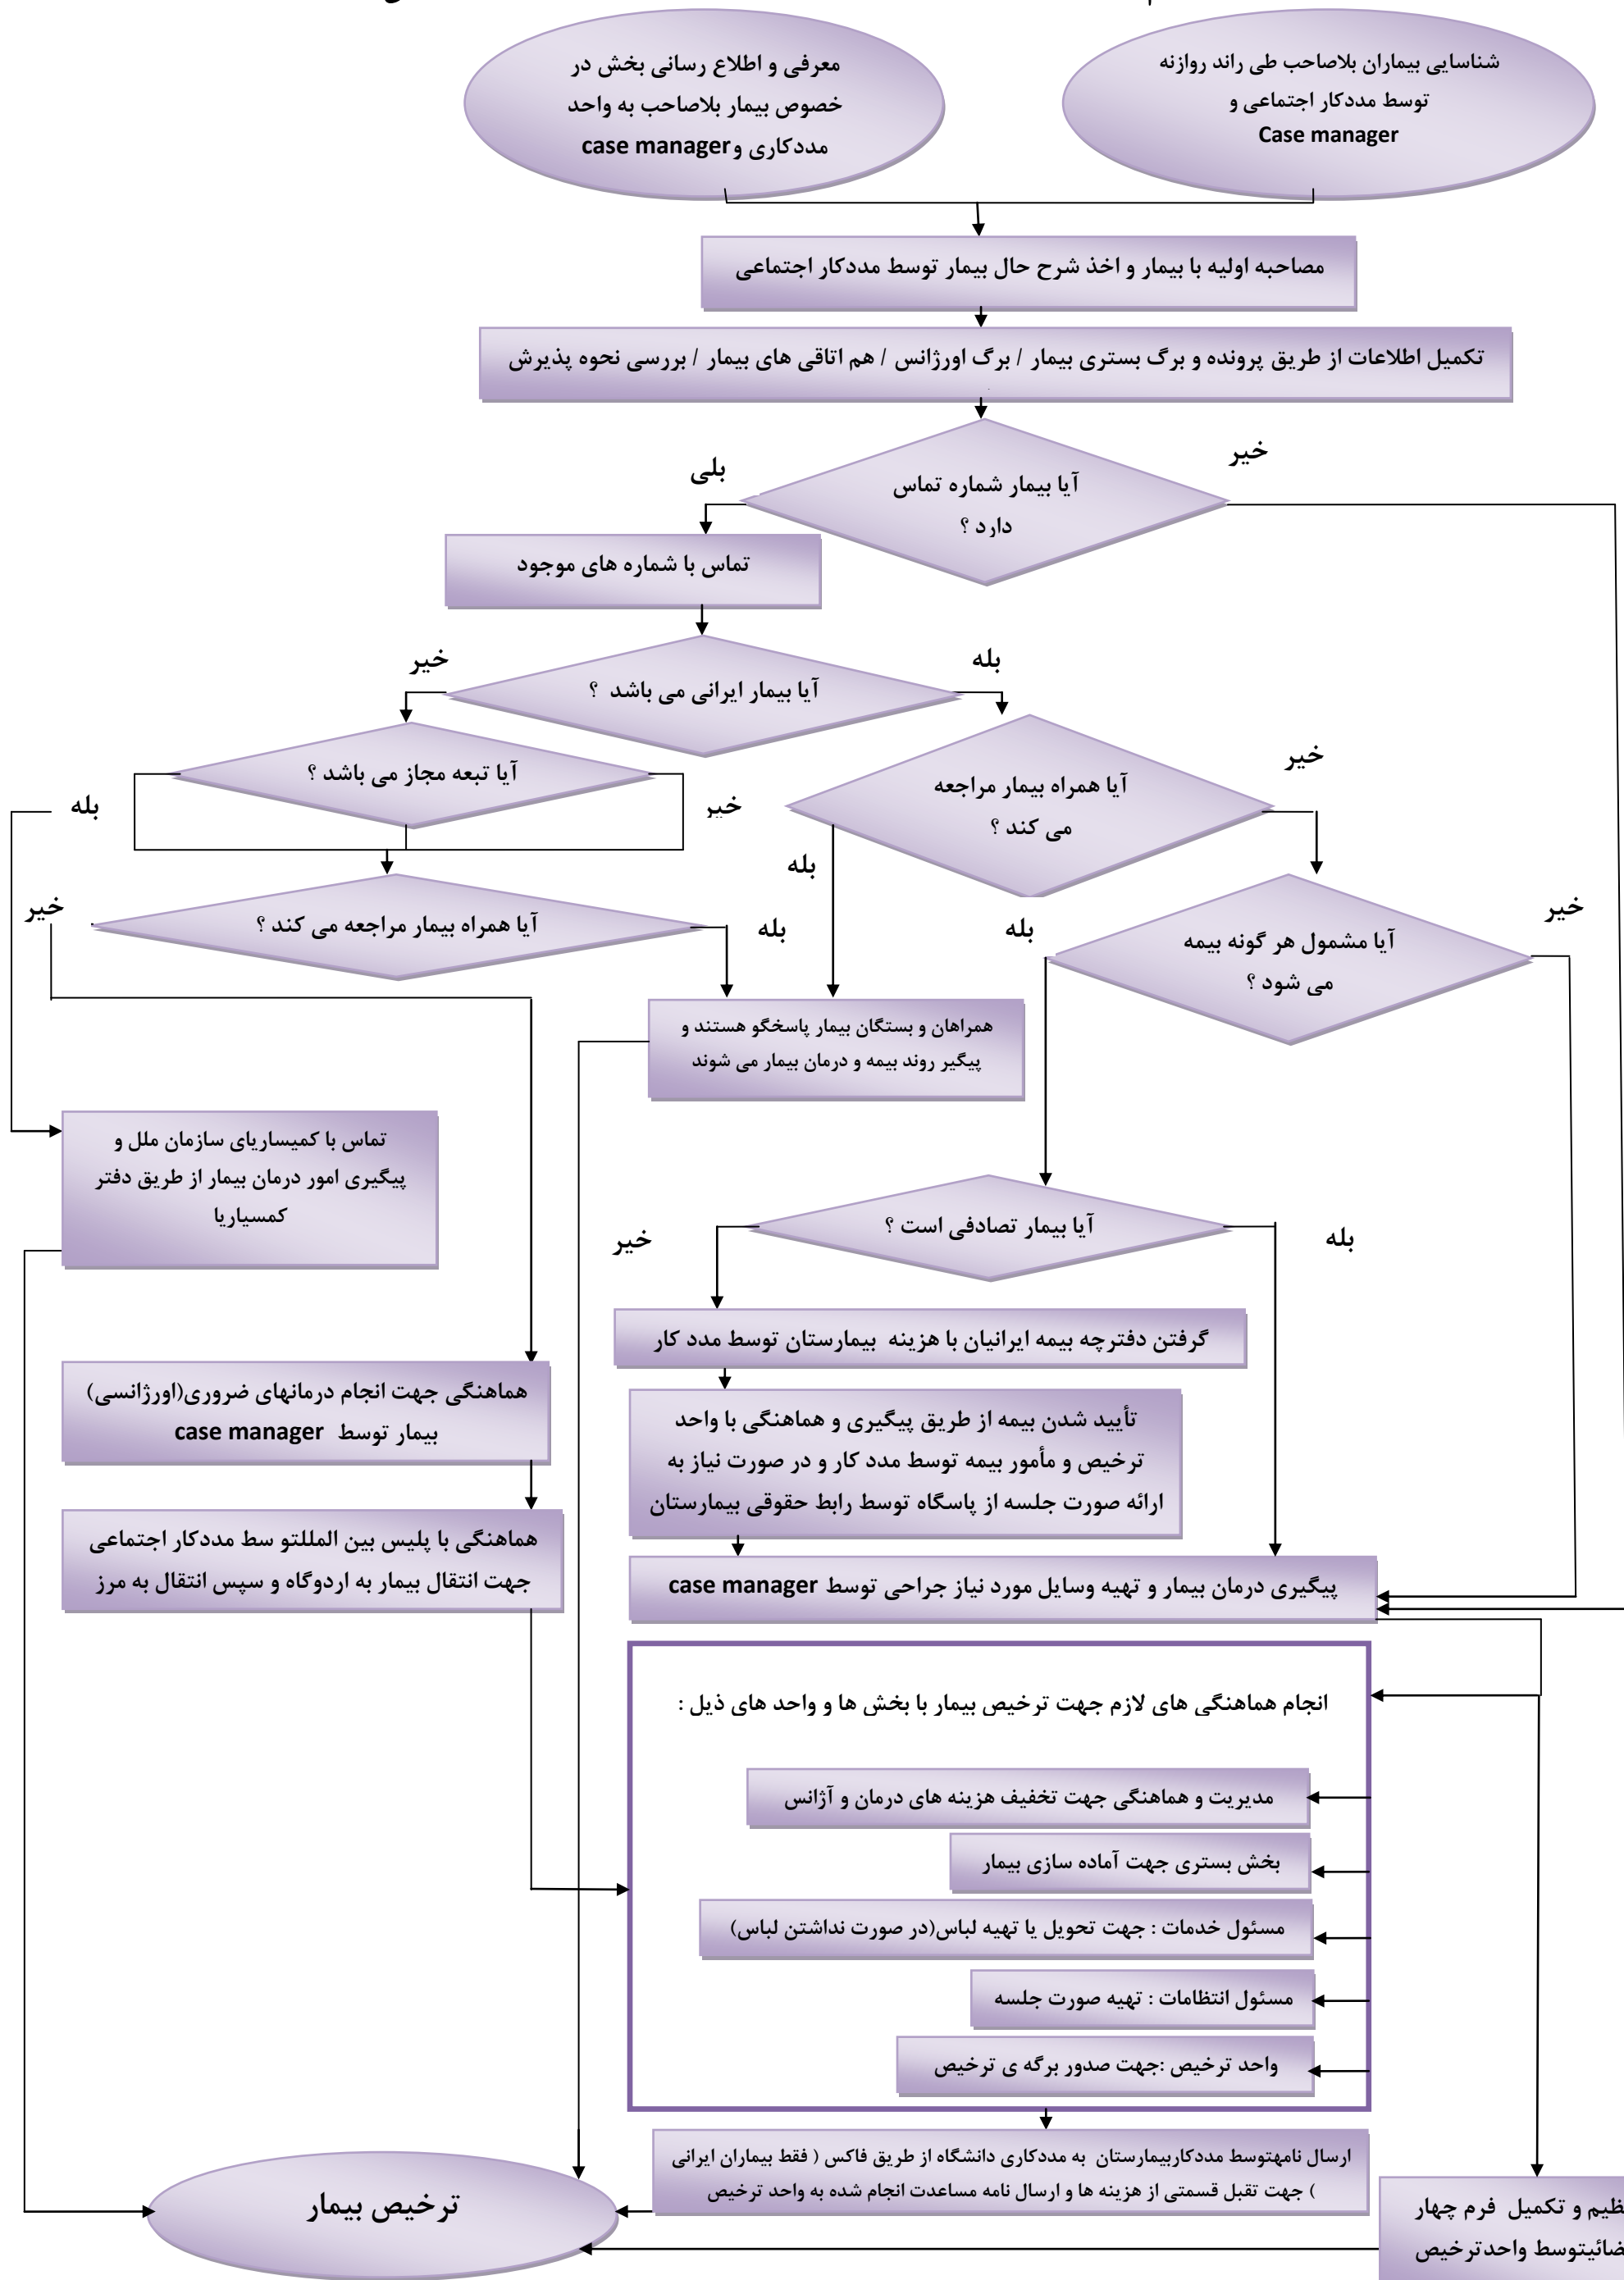 شناسایی بیماران بلاصاحب طی راند روازنه
توسط مددکار اجتماعی و
Case manager
معرفی و اطلاع رسانی بخش در
خصوص بیمار بلاصاحب به واحد
مددکاری و case manager
مصاحبه اولیه با بیمار و اخذ شرح حال بیمار توسط مددکار اجتماعی
تکمیل اطلاعات از طریق پرونده و برگ بستری بیمار / برگ اورژانس / هم اتاقی های بیمار / بررسی نحوه پذیرش
آیا بیمار شماره تماس
دارد ؟
خیر
بلی
تماس با شماره های موجود
آیا بیمار ایرانی می باشد ؟
بله
خیر
آیا همراه بیمار مراجعه
می کند ؟
خیر
بله
آیا تبعه مجاز می باشد ؟
خیر
بله
آیا مشمول هر گونه بیمه
می شود ؟
خیر
بله
آیا همراه بیمار مراجعه می کند ؟
بله
خیر
همراهان و بستگان بیمار پاسخگو هستند و
پیگیر روند بیمه و درمان بیمار می شوند
تماس با کمیساریای سازمان ملل و
پیگیری امور درمان بیمار از طریق دفتر
کمسیاریا
آیا بیمار تصادفی است ؟
بله
خیر
گرفتن دفترچه بیمه ایرانیان با هزینه بیمارستان توسط مدد کار
هماهنگی جهت انجام درمانهای ضروری(اورژانسی)
بیمار توسط case manager
تأیید شدن بیمه از طریق پیگیری و هماهنگی با واحد
ترخیص و مأمور بیمه توسط مدد کار و در صورت نیاز به
ارائه صورت جلسه از پاسگاه توسط رابط حقوقی بیمارستان
هماهنگی با پلیس بین المللتو سط مددکار اجتماعی
جهت انتقال بیمار به اردوگاه و سپس انتقال به مرز
پیگیری درمان بیمار و تهیه وسایل مورد نیاز جراحی توسط case manager
انجام هماهنگی های لازم جهت ترخیص بیمار با بخش ها و واحد های ذیل :
مدیریت و هماهنگی جهت تخفیف هزینه های درمان و آژانس
بخش بستری جهت آماده سازی بیمار
مسئول خدمات : جهت تحویل یا تهیه لباس(در صورت نداشتن لباس)
مسئول انتظامات : تهیه صورت جلسه
واحد ترخیص :جهت صدور برگه ی ترخیص
ارسال نامهتوسط مددکاربیمارستان به مددکاری دانشگاه از طریق فاکس ( فقط بیماران ایرانی
) جهت تقبل قسمتی از هزینه ها و ارسال نامه مساعدت انجام شده به واحد ترخیص
و تکمیل فرم چهار
توسط واحدترخیص
ترخیص بیمار